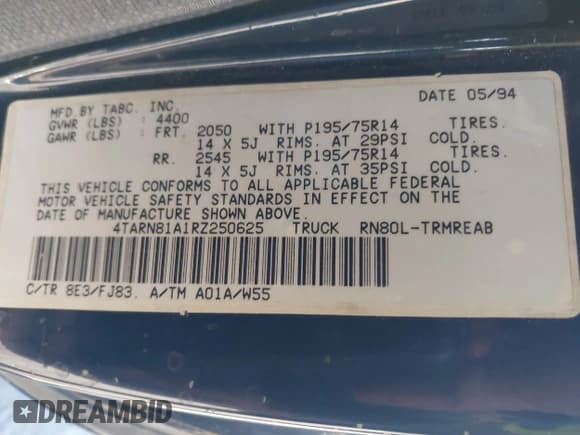 MFD.BY TABC. INC. DATE 05/94
GVWR (LBS) : 4400
GAWR (LBS) : FRT. 2050 WITH P195/75R14 TIRES.
14 X 5J RIMS. AT 29PSI COLD.
RR. 2545 WITH P195/75R14 TIRES.
14 X 5J RIMS. AT 35PSI COLD.
THIS VEHICLE CONFORMS TO ALL APPLICABLE FEDERAL
MOTOR VEHICLE SAFETY STANDARDS IN EFFECT ON THE
DATE OF MANUFACTURE SHOWN ABOVE.
4TARN81A1RZ250625 TRUCK RN80L-TRMREAB
C/TR 8E3/FJ83. A/TM A01A/W55
DREAMBID